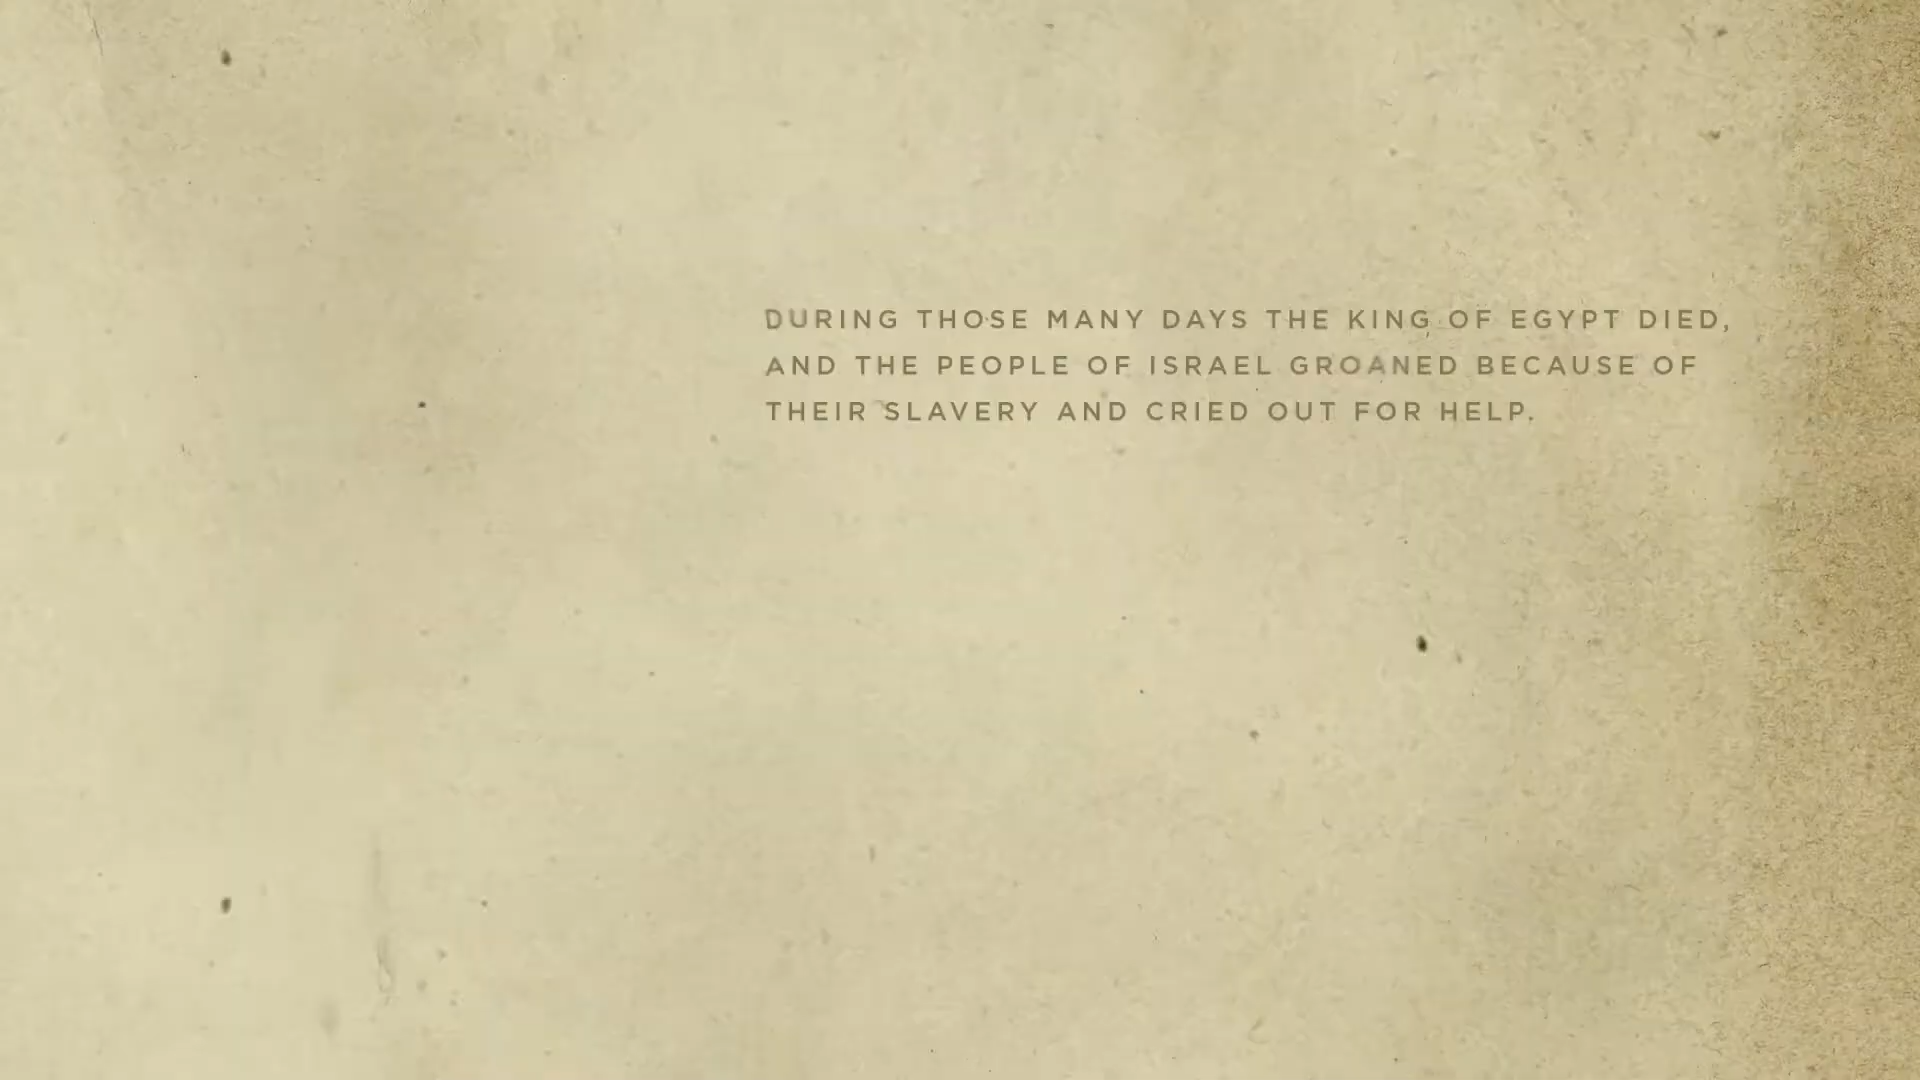 DURING THOSE MANY DAYS THE KING OF EGYPT DIED,
AND THE PEOPLE OF ISRAEL GROANED BECAUSE OF
THEIR SLAVERY AND CRIED OUT FOR HELP.